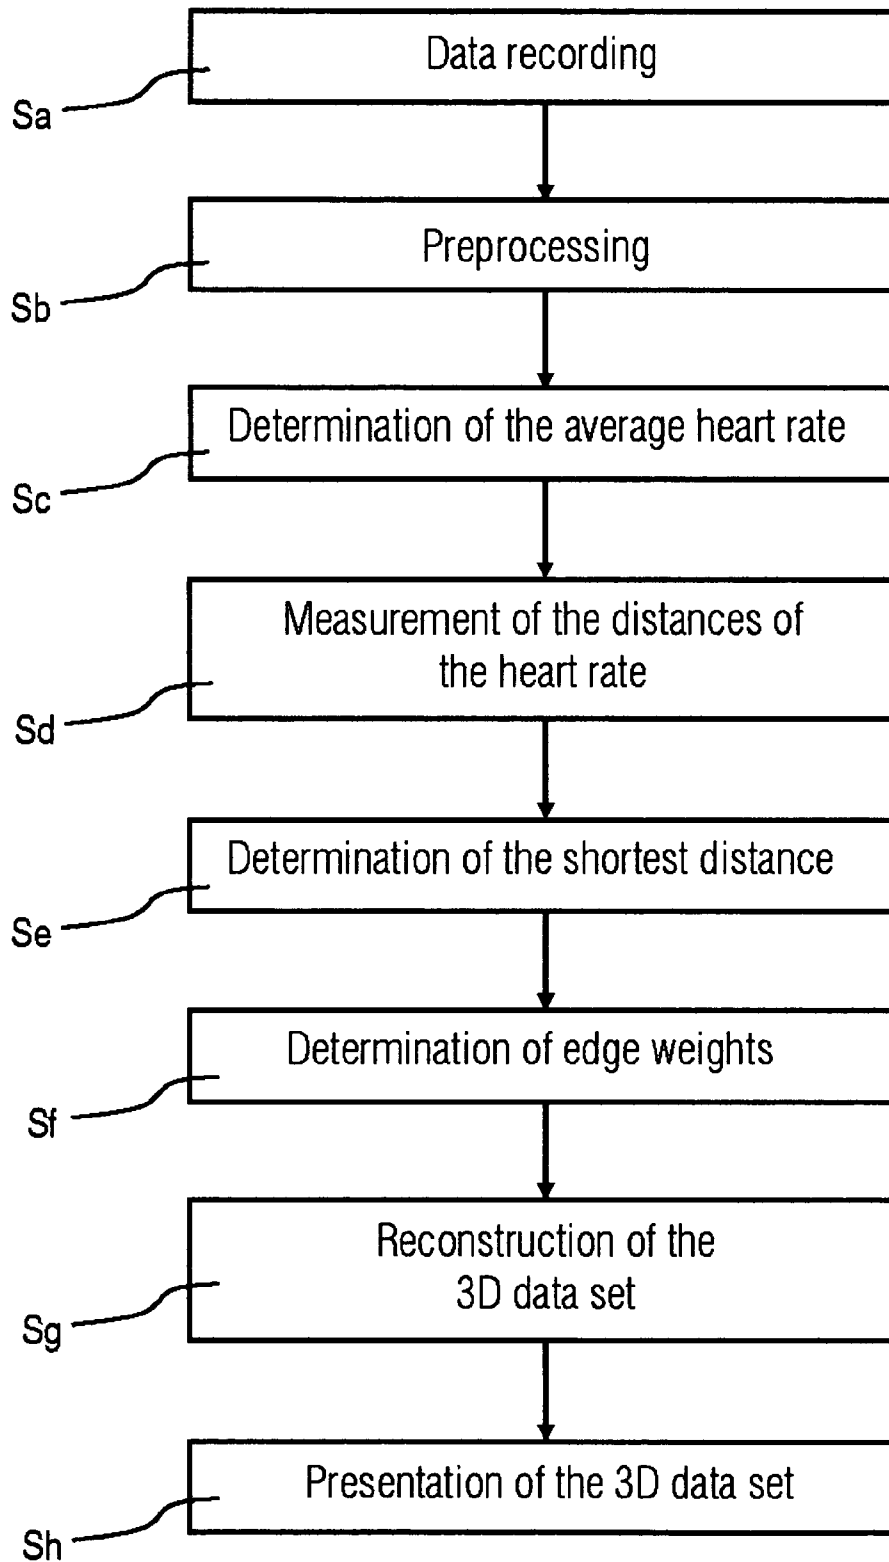 Data recording
Sa
Preprocessing
Sb
Determination of the average heart rate
Sc
Measurement of the distances of
the heart rate
Sd
Determination of the shortest distance
Se
Determination of edge weights
Sf
Reconstruction of the
3D data set
Sg
Presentation of the 3D data set
Sh